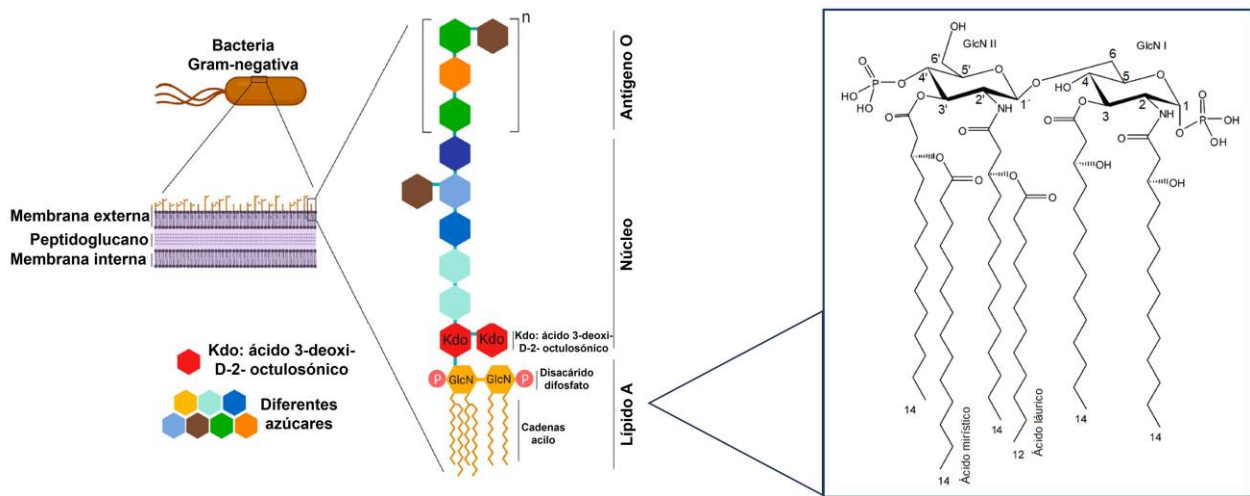 Bacteria
Gram-negativa
Membrana externa
Peptidoglucano
Membrana interna
Kdo: ácido 3-deoxi-
D-2- octulosónico
Diferentes
azúcares
n
Antígeno O
Núcleo
Kdo
Kdo
Kdo: ácido 3-deoxi-
D-2- octulosónico
P
GlcN
GlcN
P
Disacárido
difosfato
Cadenas
acilo
Lípido A
GlcN II
GlcN I
OH
6'
5'
4'
3'
2'
1'
O
O
P
HO
HO
O
O
O
NH
O
O
O
O
O
O
O
6
5
4
3
2
1
HO
O
O
O
NH
O
O
P
O
OH
OH
OH
OH
14
14
Ácido mirístico
14
12
Ácido láurico
14
14